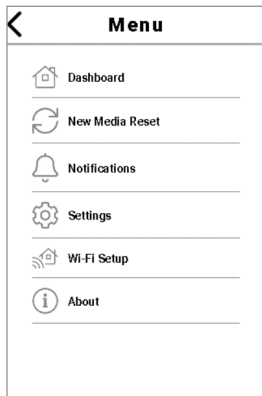 Menu
Dashboard
New Media Reset
Notifications
Settings
Wi-Fi Setup
About